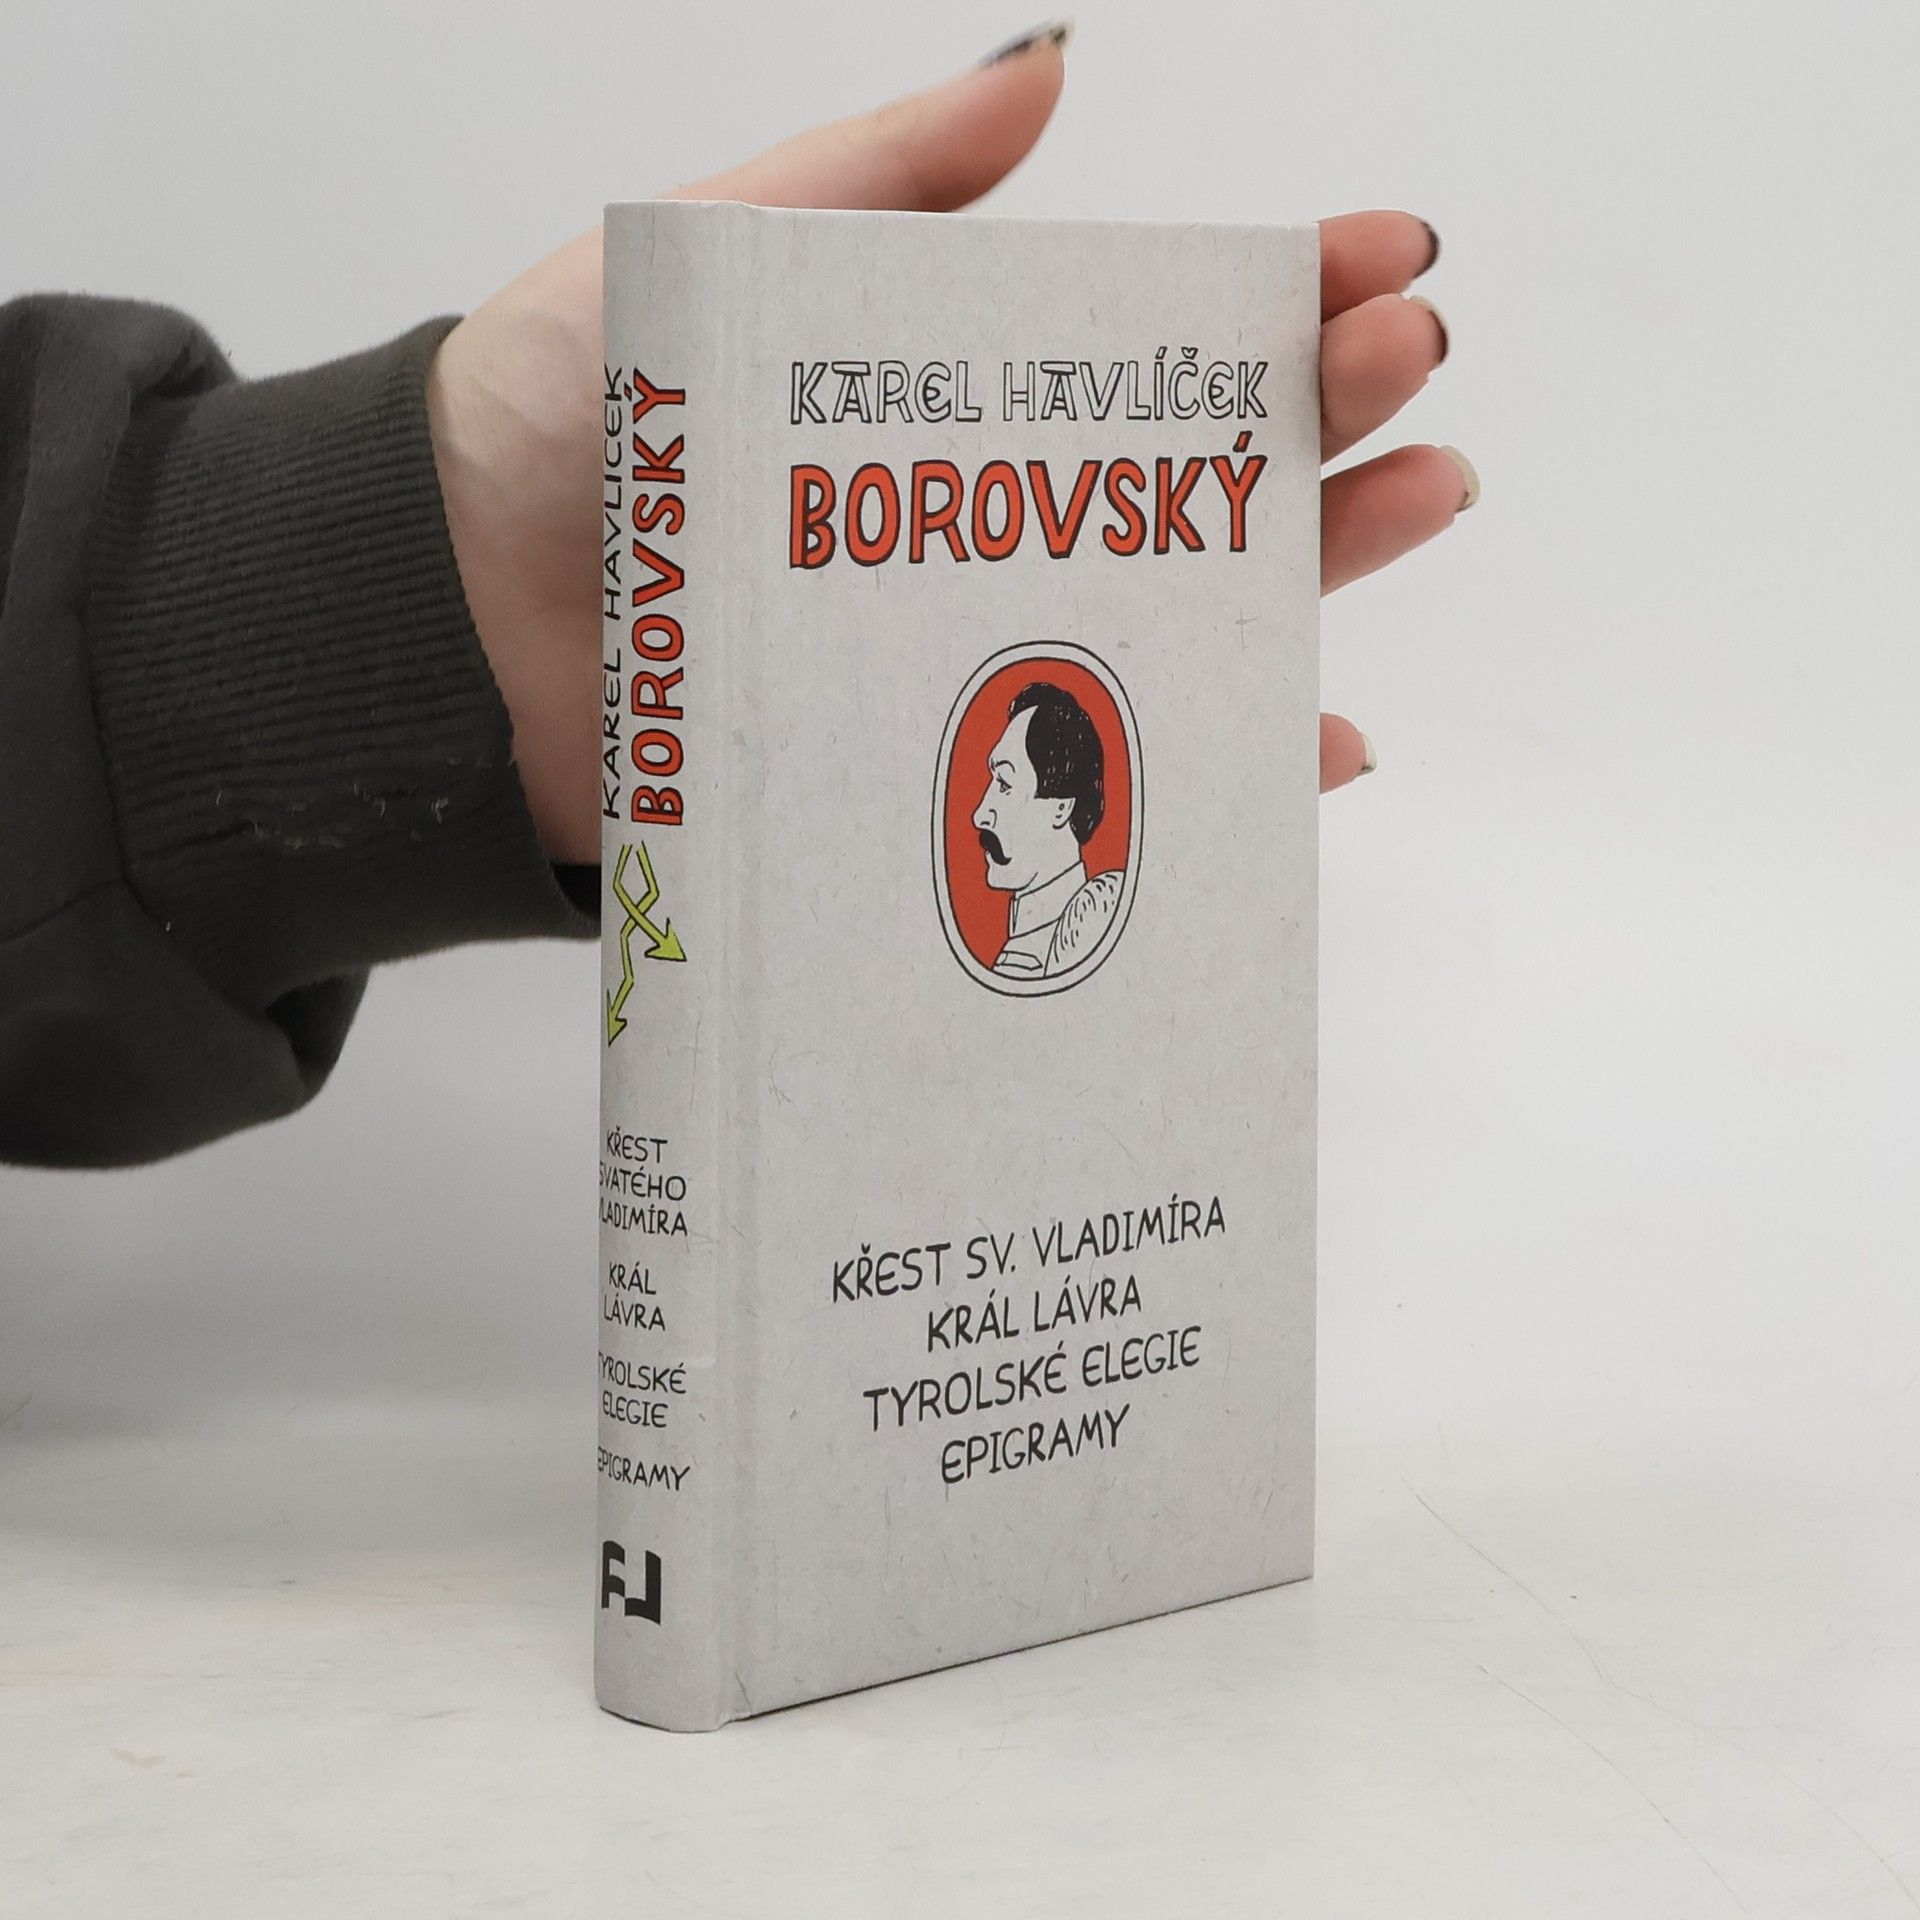 KAREL HAVLÍČEK
BOROVSKÝ
KŘEST SV. VLADIMÍRA
KRÁL LÁVRA
TYROLSKÉ ELEGIE
EPIGRAMY
KAREL HAVLÍČEK
BOROVSKÝ
KŘEST
SVATÉHO
VLADIMÍRA
KRÁL
LÁVRA
TYROLSKÉ
ELEGIE
EPIGRAMY